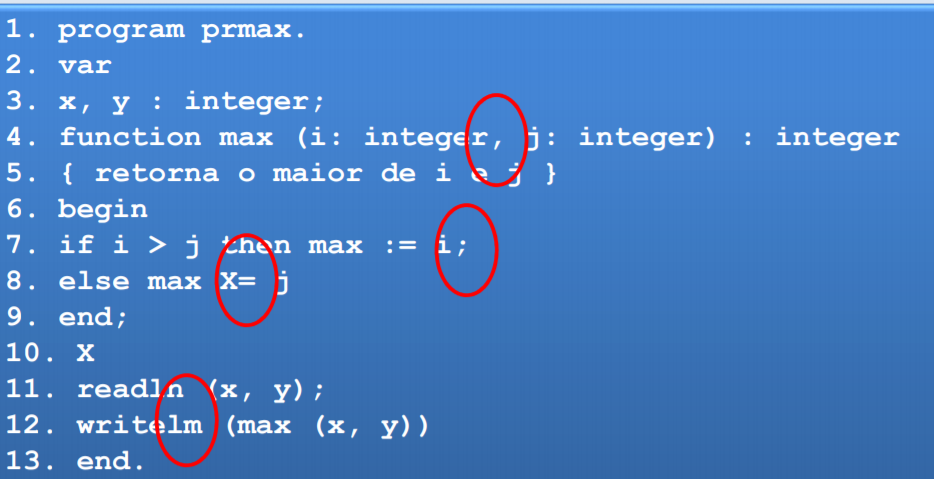 1. program prmax.
2. var
3. x, y : integer;
4. function max (i: integer, j: integer) : integer
5. { retorna o maior de i e j }
6. begin
7. if i > j then max := i;
8. else max X= j
9. end;
10. X
11. readln (x, y);
12. writelm (max (x, y))
13. end.